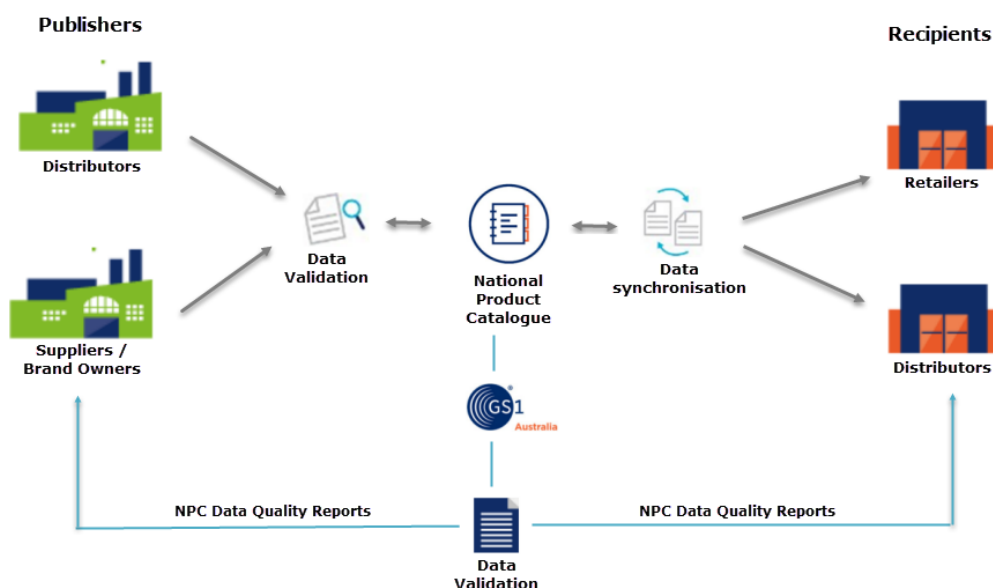 Publishers
Recipients
Distributors
Retailers
Data
Validation
National
Product
Catalogue
Data
synchronisation
Suppliers /
Brand Owners
Distributors
GS1
Australia
NPC Data Quality Reports
NPC Data Quality Reports
Data
Validation